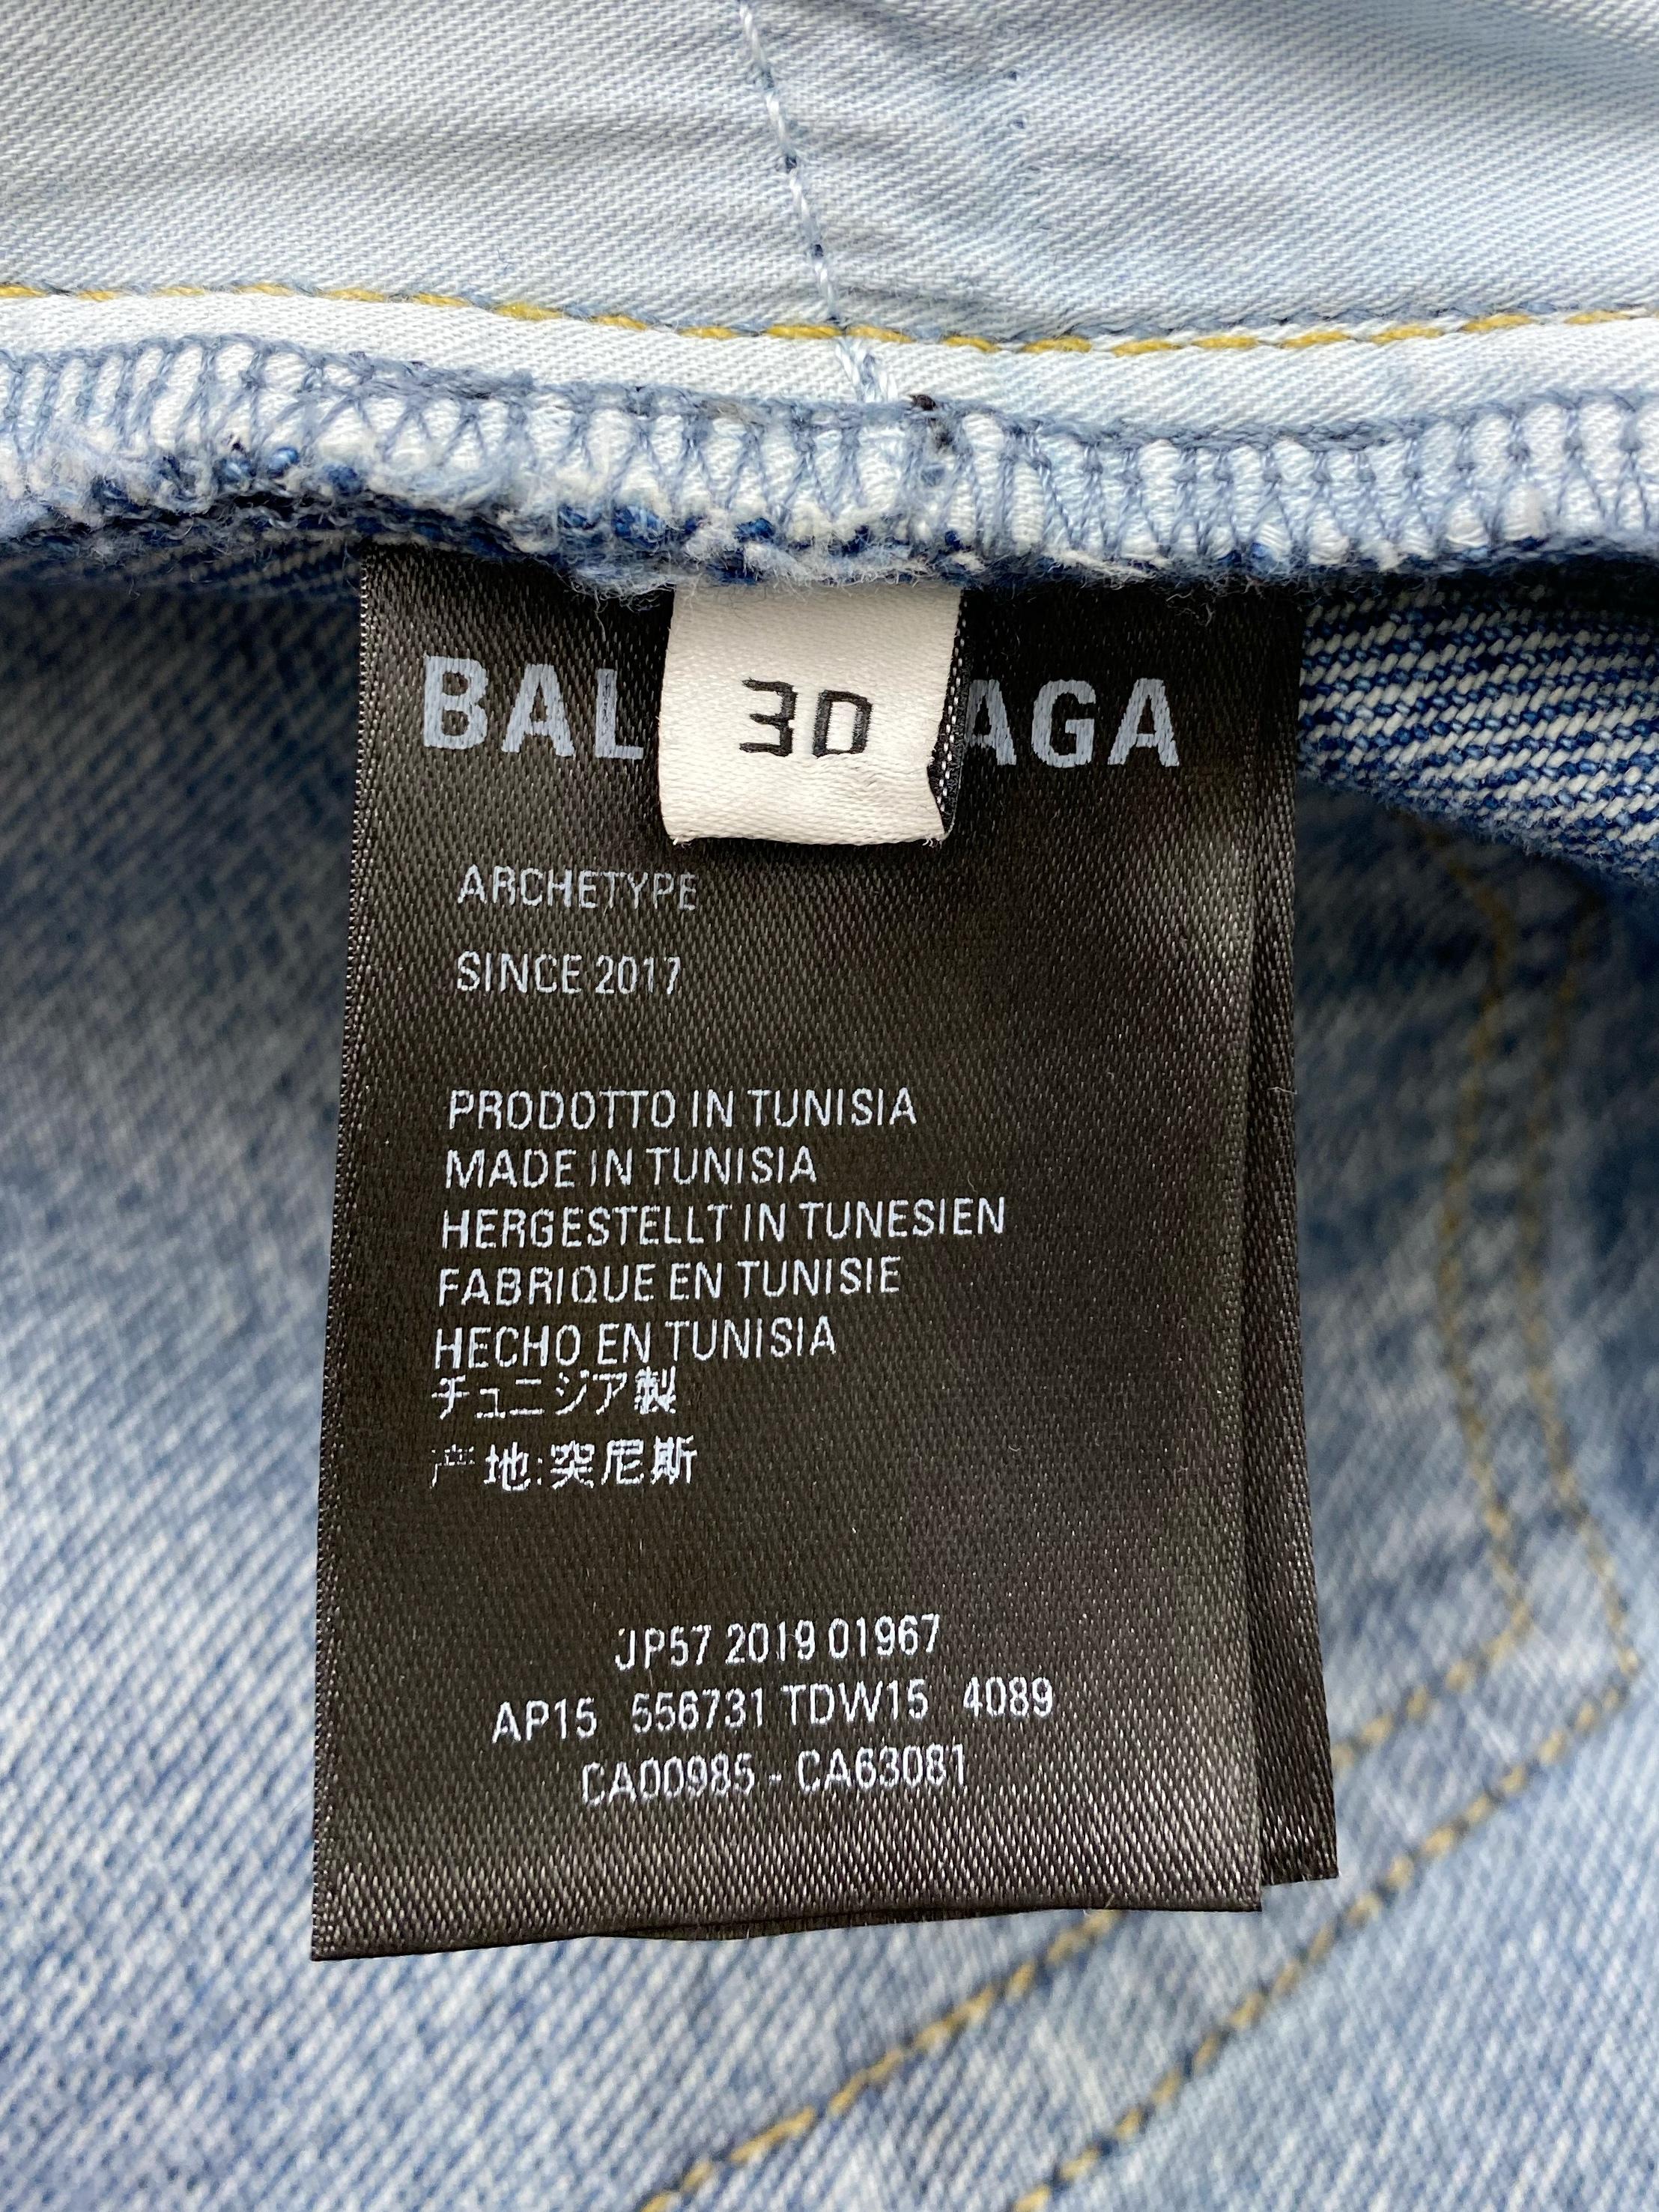 BAL 30 AGA
ARCHETYPE
SINCE 2017
PRODOTTO IN TUNISIA
MADE IN TUNISIA
HERGESTELLT IN TUNESIEN
FABRIQUE EN TUNISIE
HECHO EN TUNISIA
チュニジア製
产地:突尼斯
JP57 2019 01967
AP15 556731 TDW15 4089
CA00985 - CA63081